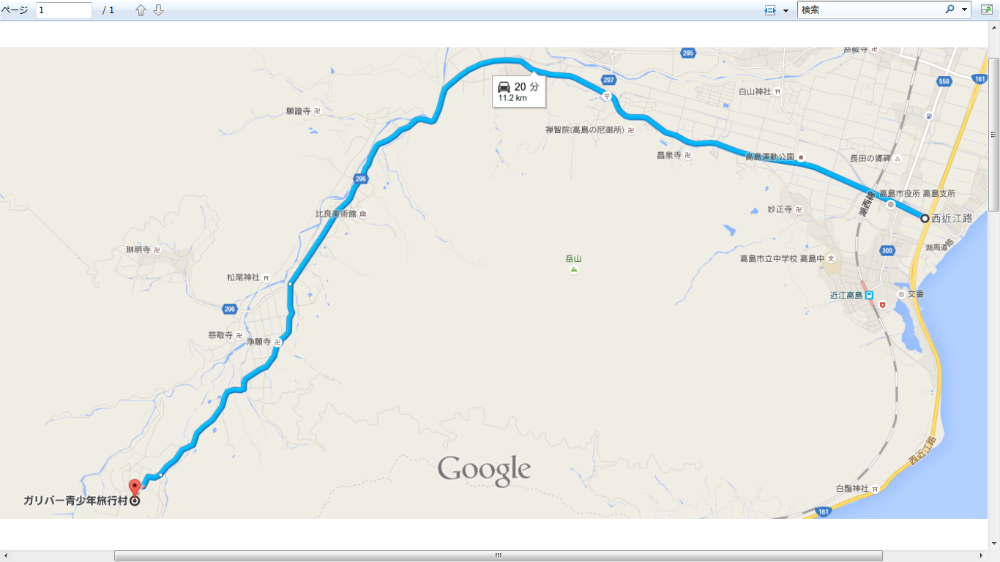 ページ 1 / 1
検索
295
慈敬寺
161
297
558
20 分
11.2 km
白山神社
願證寺
禅智院(高島の尼御所)
昌泉寺
高島運動公園
長田の郷碑
296
湖西線
高島市役所 高島支所
比良美術館
妙正寺
西近江路
琳明寺
300
湖周道路
岳山
高島市立中学校 高島中
松尾神社
近江高島
交番
296
慈敬寺
浄願寺
西近江路
Google
白鬚神社
ガリバー青少年旅行村
161